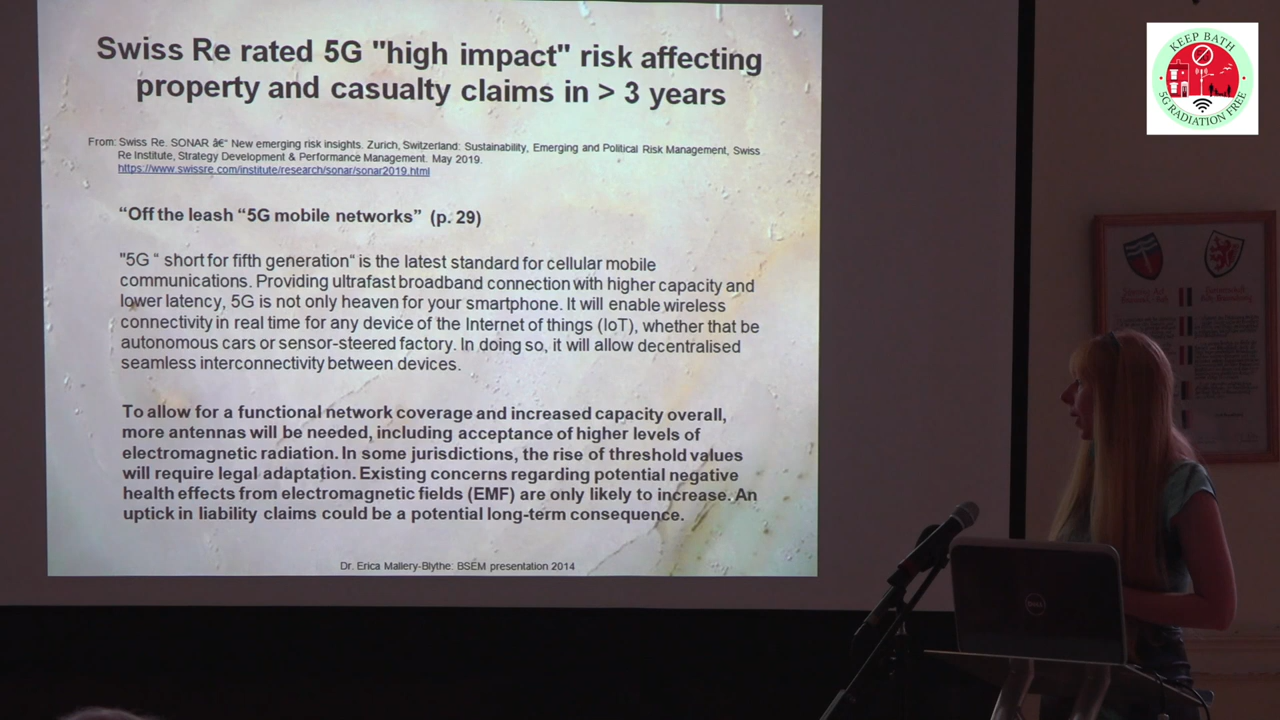 Swiss Re rated 5G "high impact" risk affecting
property and casualty claims in > 3 years
From: Swiss Re. SONAR â€" New emerging risk insights. Zurich, Switzerland: Sustainability, Emerging and Political Risk Management, Swiss
Re Institute, Strategy Development & Performance Management. May 2019.
https://www.swissre.com/institute/research/sonar/sonar2019.html
“Off the leash “5G mobile networks” (p. 29)
"5G “ short for fifth generation“ is the latest standard for cellular mobile
communications. Providing ultrafast broadband connection with higher capacity and
lower latency, 5G is not only heaven for your smartphone. It will enable wireless
connectivity in real time for any device of the Internet of things (IoT), whether that be
autonomous cars or sensor-steered factory. In doing so, it will allow decentralised
seamless interconnectivity between devices.
To allow for a functional network coverage and increased capacity overall,
more antennas will be needed, including acceptance of higher levels of
electromagnetic radiation. In some jurisdictions, the rise of threshold values
will require legal adaptation. Existing concerns regarding potential negative
health effects from electromagnetic fields (EMF) are only likely to increase. An
uptick in liability claims could be a potential long-term consequence.
Dr. Erica Mallery-Blythe: BSEM presentation 2014
KEEP BATH
5G RADIATION FREE
DELL